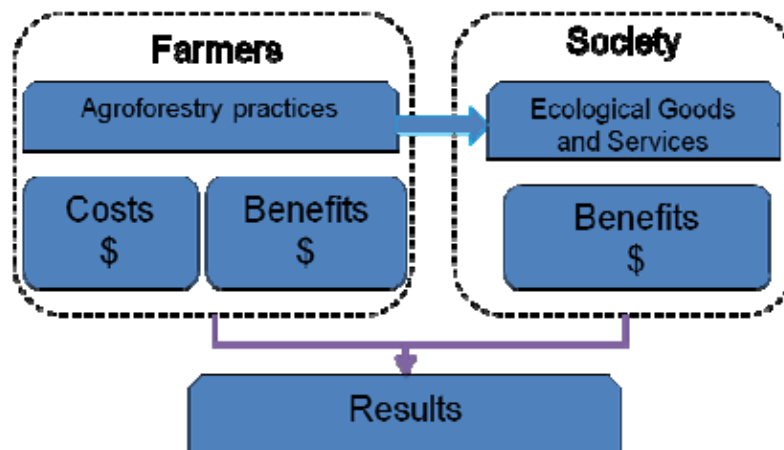 Farmers
Agroforestry practices
Costs
$
Benefits
$
Society
Ecological Goods
and Services
Benefits
$
Results